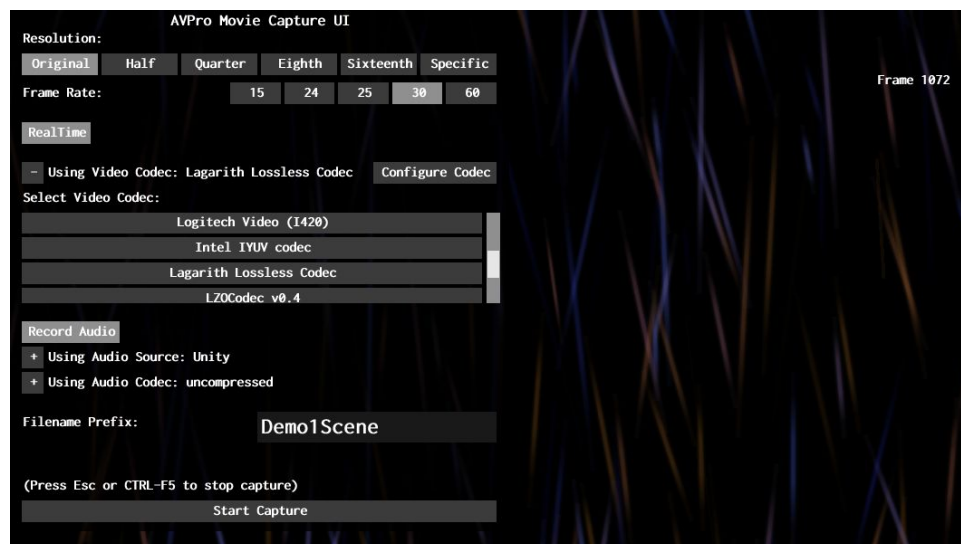 AVPro Movie Capture UI
Resolution:
Original Half Quarter Eighth Sixteenth Specific
Frame 1072
Frame Rate: 15 24 25 30 60
RealTime
- Using Video Codec: Lagarith Lossless Codec Configure Codec
Select Video Codec:
Logitech Video (I420)
Intel IYUV codec
Lagarith Lossless Codec
LZOCodec v0.4
Record Audio
+ Using Audio Source: Unity
+ Using Audio Codec: uncompressed
Filename Prefix: Demo1Scene
(Press Esc or CTRL-F5 to stop capture)
Start Capture